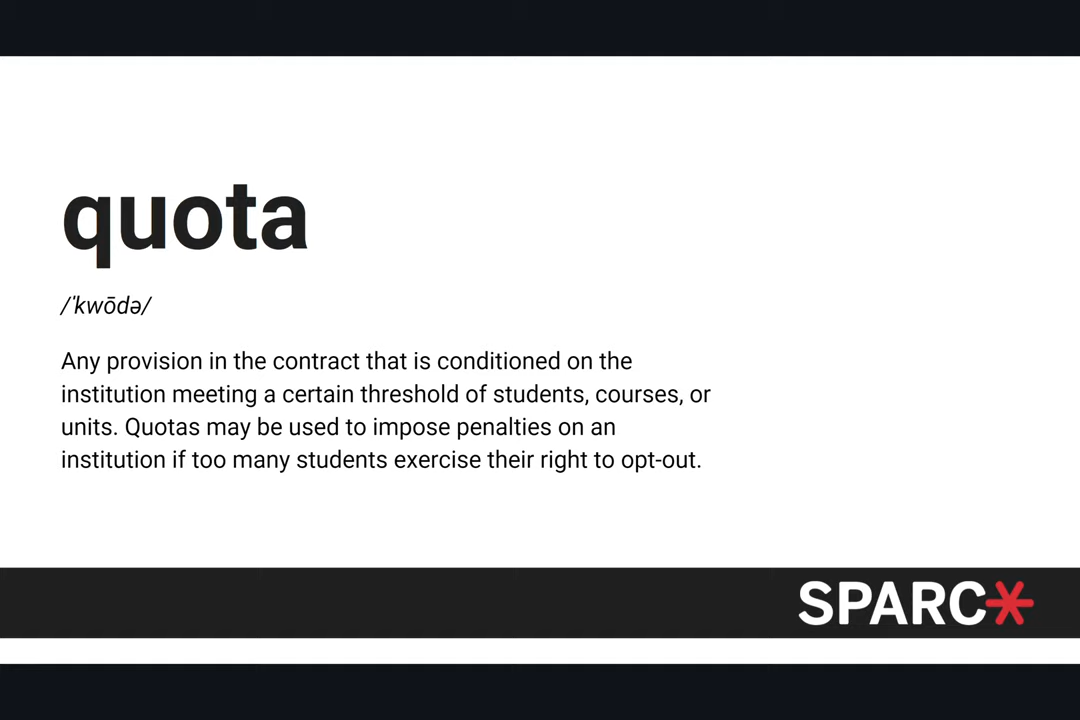 quota
/ˈkwōdə/
Any provision in the contract that is conditioned on the
institution meeting a certain threshold of students, courses, or
units. Quotas may be used to impose penalties on an
institution if too many students exercise their right to opt-out.
SPARC